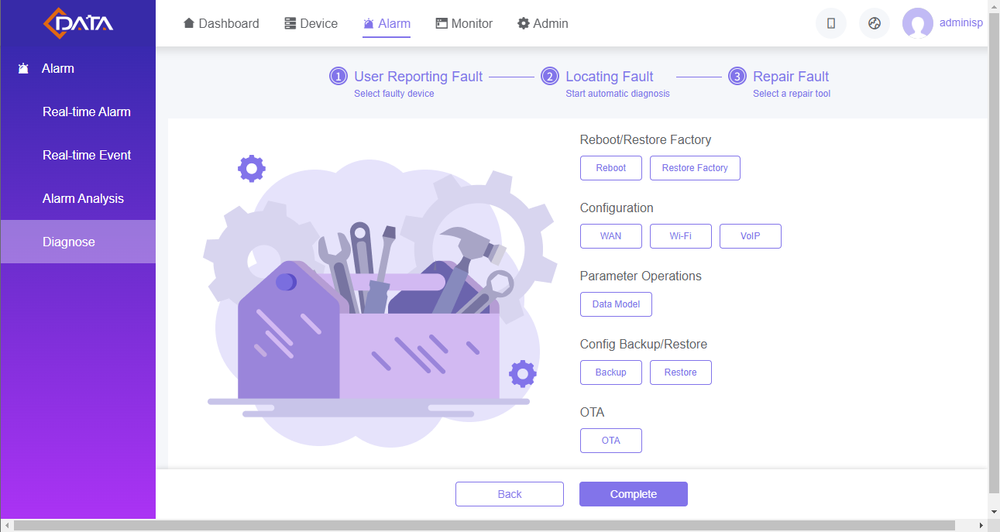 DATA
Dashboard
Device
Alarm
Monitor
Admin
adminisp
Alarm
Real-time Alarm
Real-time Event
Alarm Analysis
Diagnose
1 User Reporting Fault
Select faulty device
2 Locating Fault
Start automatic diagnosis
3 Repair Fault
Select a repair tool
Reboot/Restore Factory
Reboot
Restore Factory
Configuration
WAN
Wi-Fi
VoIP
Parameter Operations
Data Model
Config Backup/Restore
Backup
Restore
OTA
OTA
Back
Complete